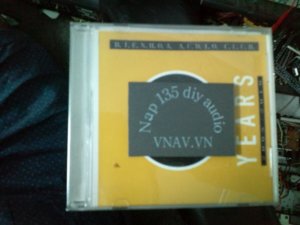 B.I.E.N.H.O.A. A.U.D.I.O. C.L.U.B.
Nap 135 diy audio
VNAV.VN
YEARS